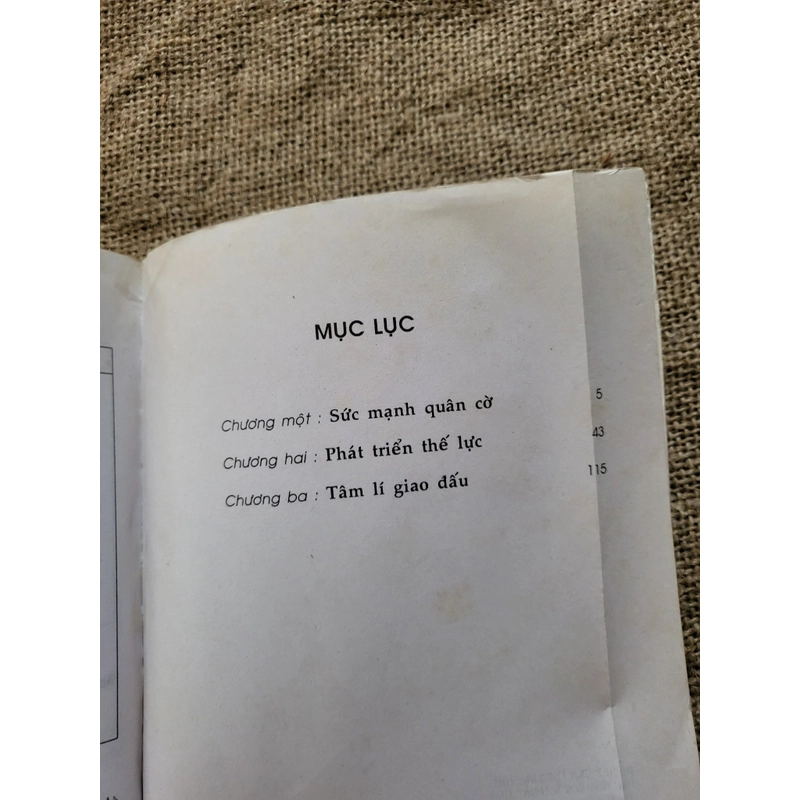 MỤC LỤC
Chương một : Sức mạnh quân cờ 5
Chương hai : Phát triển thế lực 43
Chương ba : Tâm lí giao đấu 115